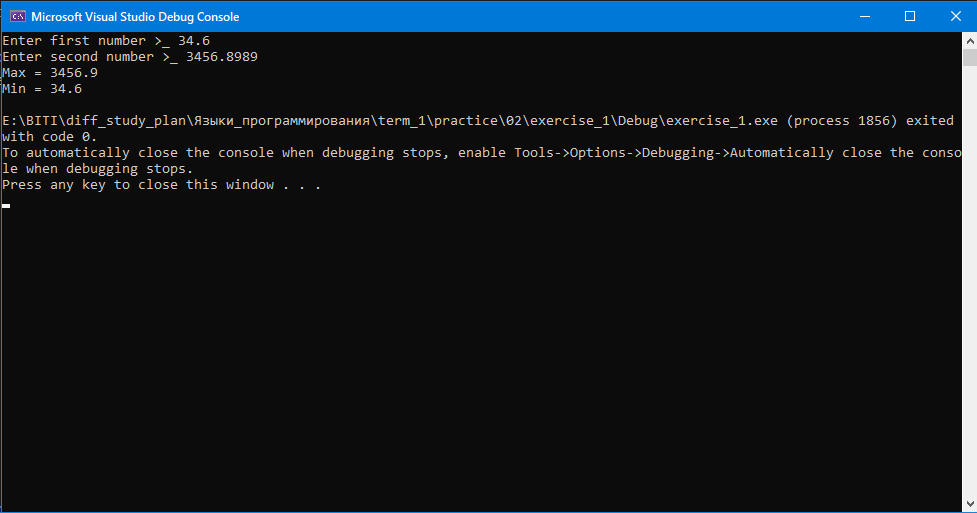 Microsoft Visual Studio Debug Console
Enter first number >_ 34.6
Enter second number >_ 3456.8989
Max = 3456.9
Min = 34.6
E:\BITI\diff_study_plan\Языки_программирования\term_1\practice\02\exercise_1\Debug\exercise_1.exe (process 1856) exited
with code 0.
To automatically close the console when debugging stops, enable Tools->Options->Debugging->Automatically close the conso
le when debugging stops.
Press any key to close this window . . .